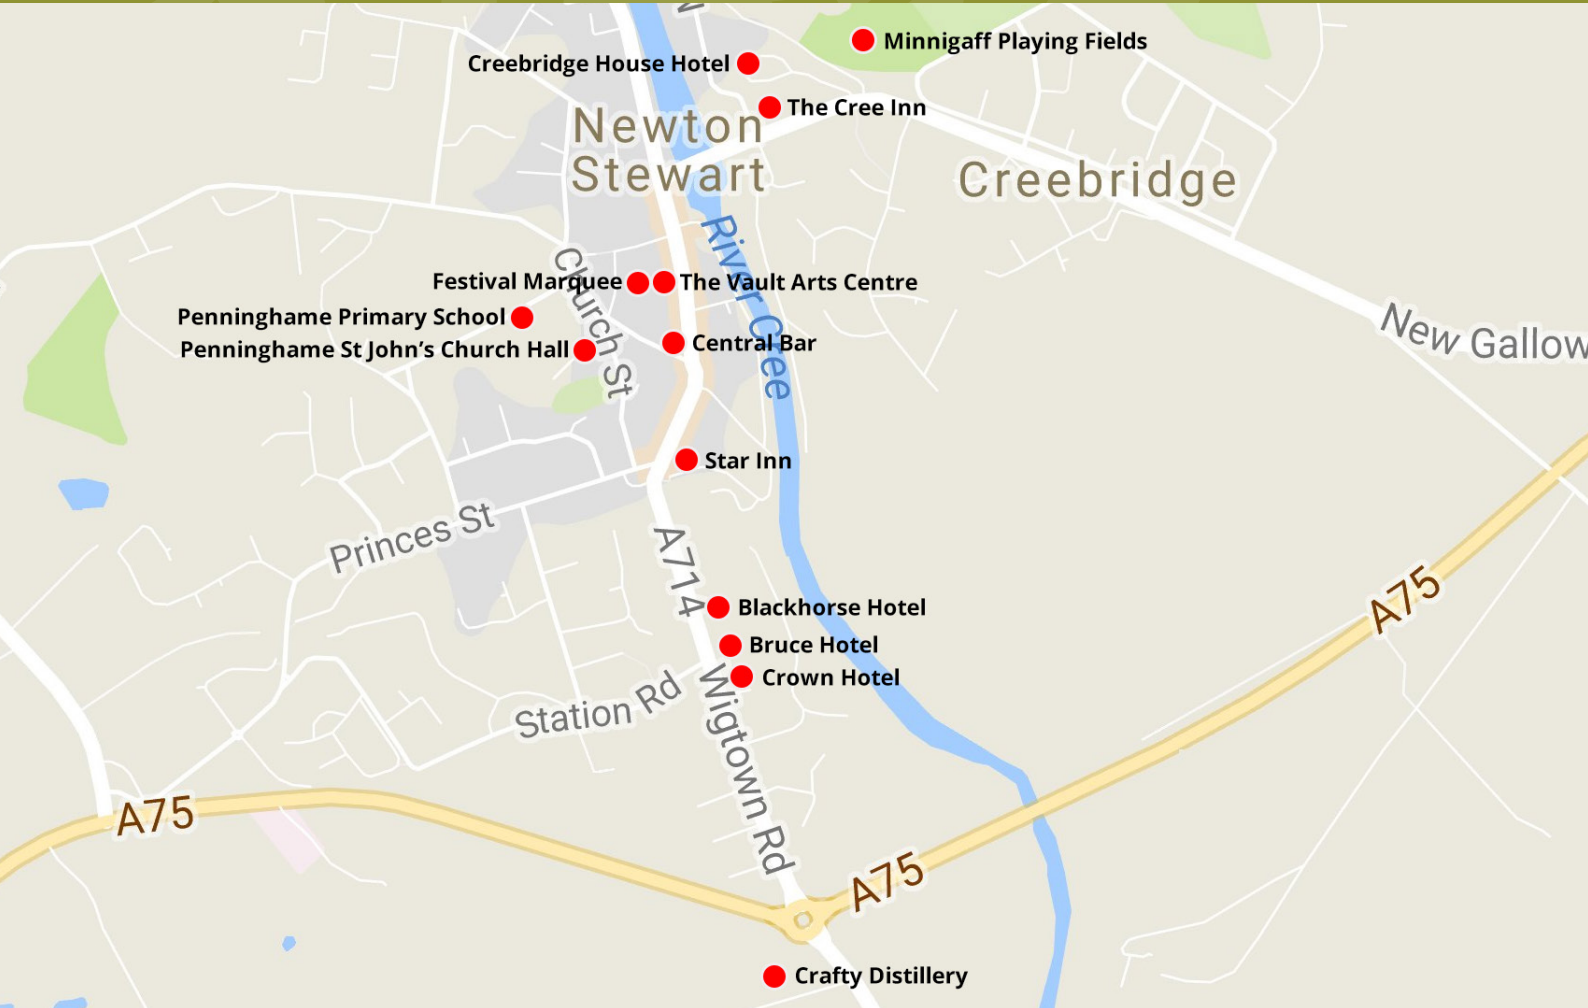 Minnigaff Playing Fields
Creebridge House Hotel
The Cree Inn
Newton
Stewart
Creebridge
River Cree
Church St
Festival Marquee
The Vault Arts Centre
Penninghame Primary School
Penninghame St John’s Church Hall
Central Bar
New Gallow
Star Inn
Princes St
A714
A75
Blackhorse Hotel
Bruce Hotel
Crown Hotel
Station Rd
Wigtown Rd
A75
A75
Crafty Distillery